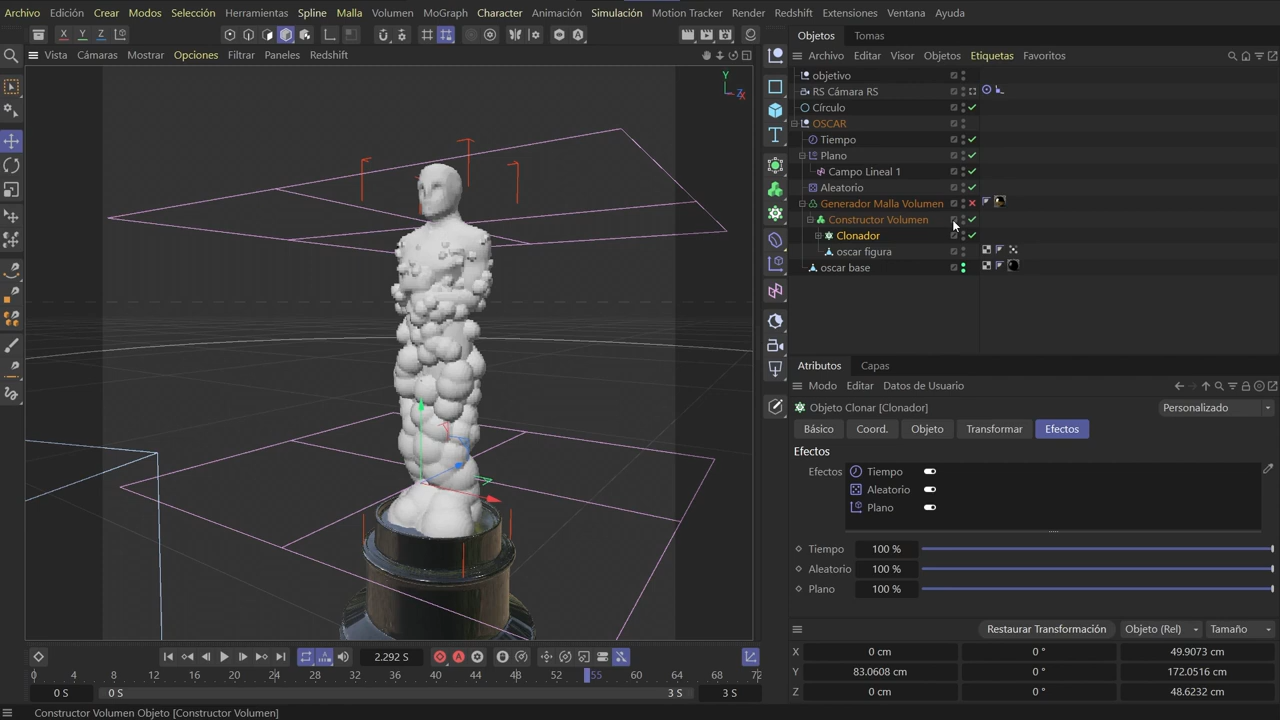 Archivo Edición Crear Modos Selección Herramientas Spline Malla Volumen MoGraph Character Animación Simulación Motion Tracker Render Redshift Extensiones Ventana Ayuda
X Y Z
Objetos Tomas
Vista Cámaras Mostrar Opciones Filtrar Paneles Redshift
Archivo Editar Visor Objetos Etiquetas Favoritos
Y
Z X
objetivo
RS Cámara RS
Círculo
OSCAR
Tiempo
Plano
Campo Lineal 1
Aleatorio
Generador Malla Volumen
Constructor Volumen
Clonador
oscar figura
oscar base
Atributos Capas
Modo Editar Datos de Usuario
Objeto Clonar [Clonador] Personalizado
Básico Coord. Objeto Transformar Efectos
Efectos
Efectos Tiempo
Aleatorio
Plano
Tiempo 100 %
Aleatorio 100 %
Plano 100 %
Restaurar Transformación Objeto (Rel) Tamaño
X 0 cm 0 ° 49.9073 cm
Y 83.0608 cm 0 ° 172.0516 cm
Z 0 cm 0 ° 48.6232 cm
2.292 S
0 4 8 12 16 20 24 28 32 36 40 44 48 52 55 60 64 68 72
0 S 0 S 3 S 3 S
Constructor Volumen Objeto [Constructor Volumen]